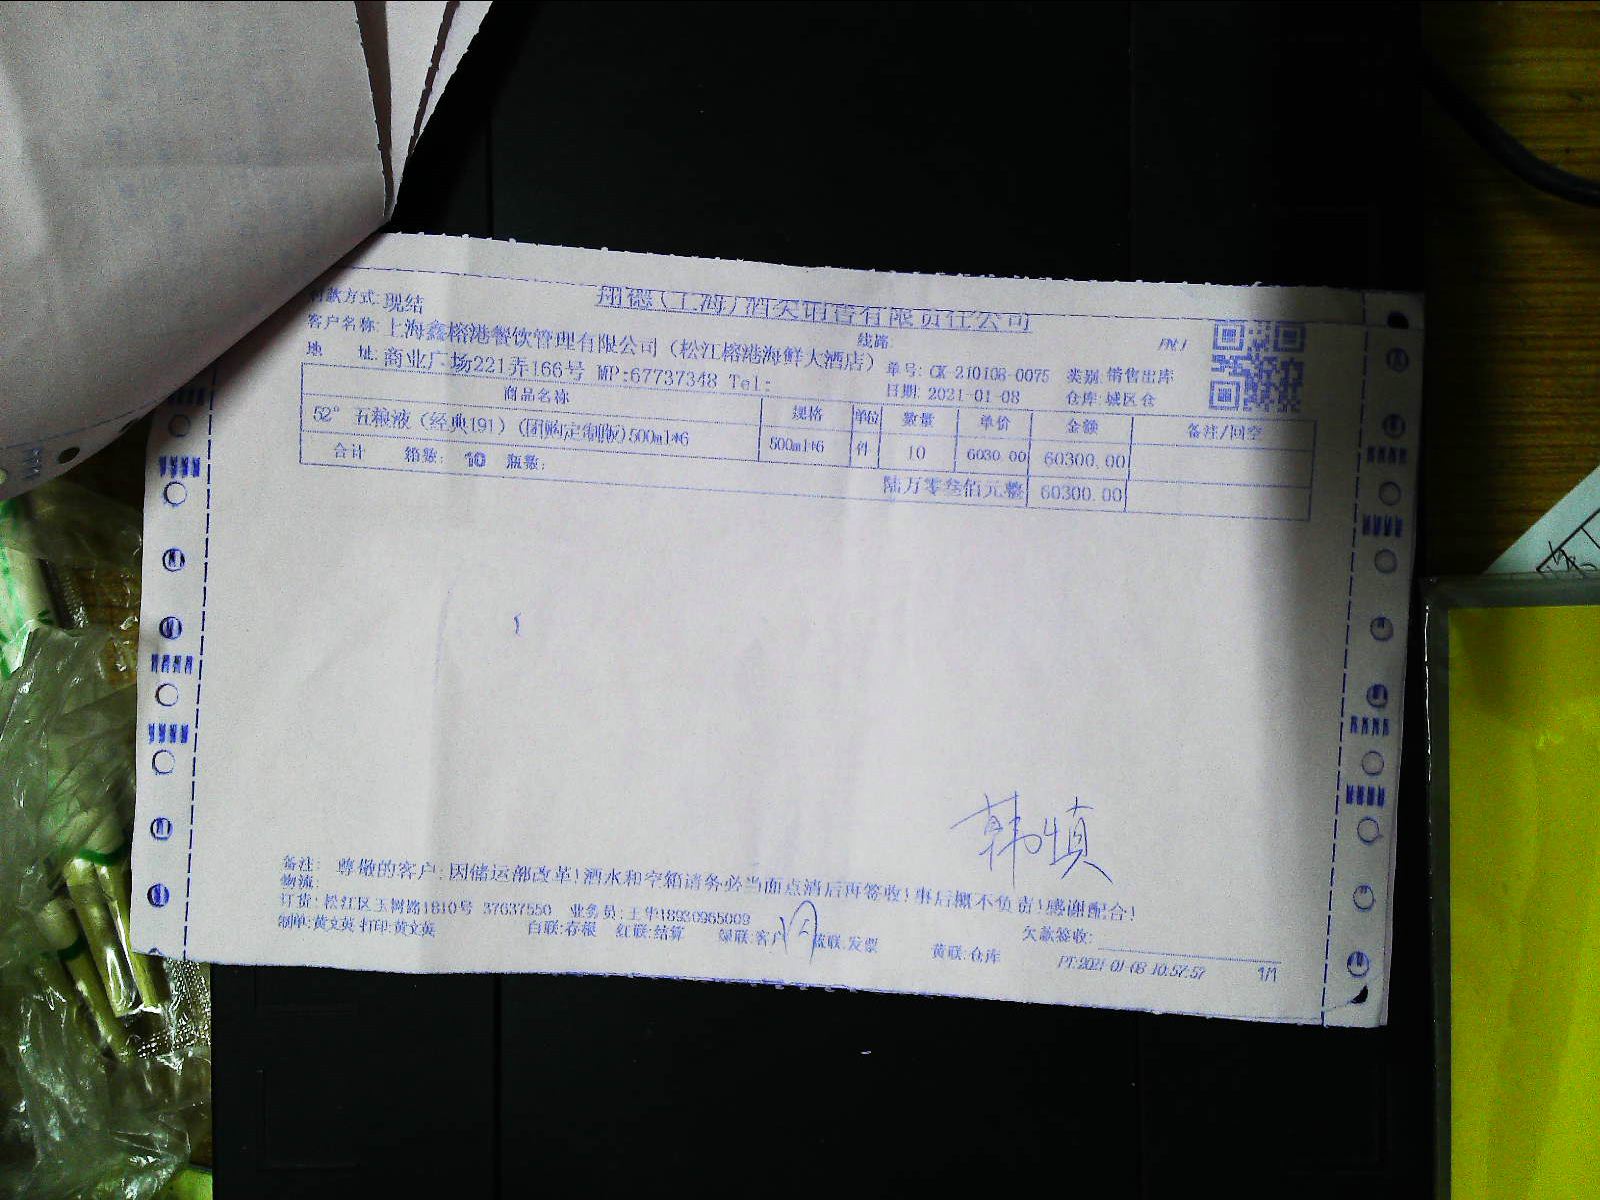 翔德(上海)酒类销售有限责任公司
付款方式:现结
客户名称:上海鑫榕港餐饮管理有限公司（松江榕港海鲜大酒店） 线路
地 址:商业广场221弄166号 MP:67737348 Tel:
单号:CK-210108-0075 类别:销售出库
日期:2021-01-08 仓库:城区仓
商品名称 规格 单位 数量 单价 金额 备注/回空
52° 五粮液（经典19）(团购定制版)500ml*6 500ml*6 件 10 6030.00 60300.00
合计 箱数: 10 瓶数: 陆万零叁佰元整 60300.00
韩慎
备注: 尊敬的客户:因储运部改革!酒水和空箱请务必当面点清后再签收!事后概不负责!感谢配合!
物流:
订货:松江区玉树路1810号 37637550 业务员:王华18930965009
欠款签收:
制单:黄文英 打印:黄文英 白联:存根 红联:结算 绿联:客户 蓝联:发票 黄联:仓库 PT:2021-01-08 10:57:57 1/1